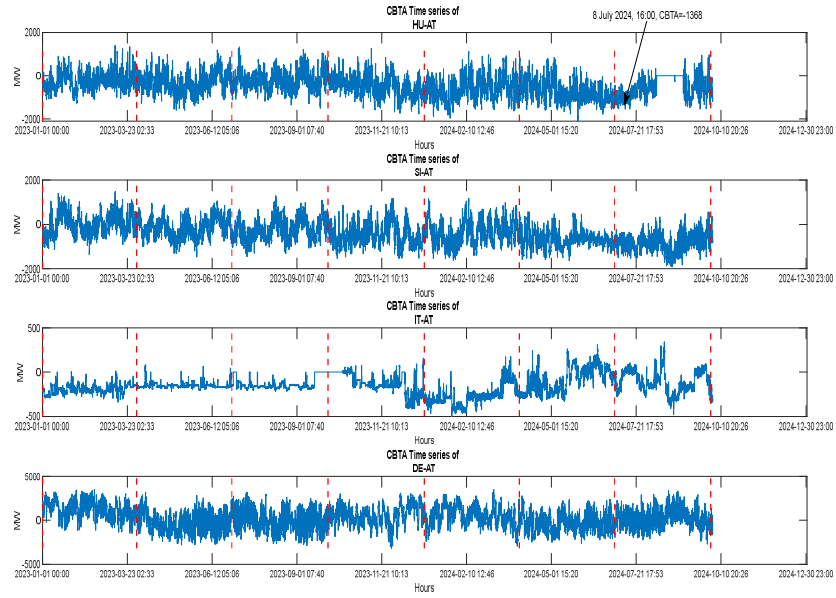 CBTA Time series of
HU-AT
8 July 2024, 16:00, CBTA=-1368
2000
0
-2000
MW
2023-01-01 00:00 2023-03-23 02:33 2023-06-12 05:06 2023-09-01 07:40 2023-11-21 10:13 2024-02-10 12:46 2024-05-01 15:20 2024-07-21 17:53 2024-10-10 20:26 2024-12-30 23:00
Hours
CBTA Time series of
SI-AT
2000
0
-2000
MW
2023-01-01 00:00 2023-03-23 02:33 2023-06-12 05:06 2023-09-01 07:40 2023-11-21 10:13 2024-02-10 12:46 2024-05-01 15:20 2024-07-21 17:53 2024-10-10 20:26 2024-12-30 23:00
Hours
CBTA Time series of
IT-AT
500
0
-500
MW
2023-01-01 00:00 2023-03-23 02:33 2023-06-12 05:06 2023-09-01 07:40 2023-11-21 10:13 2024-02-10 12:46 2024-05-01 15:20 2024-07-21 17:53 2024-10-10 20:26 2024-12-30 23:00
Hours
CBTA Time series of
DE-AT
5000
0
-5000
MW
2023-01-01 00:00 2023-03-23 02:33 2023-06-12 05:06 2023-09-01 07:40 2023-11-21 10:13 2024-02-10 12:46 2024-05-01 15:20 2024-07-21 17:53 2024-10-10 20:26 2024-12-30 23:00
Hours